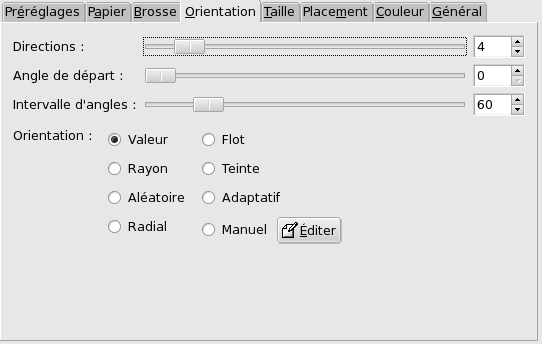 Préréglages Papier Brosse Orientation Taille Placement Couleur Général
Directions : 4
Angle de départ : 0
Intervalle d'angles : 60
Orientation : Valeur Flot
Rayon Teinte
Aléatoire Adaptatif
Radial Manuel Éditer